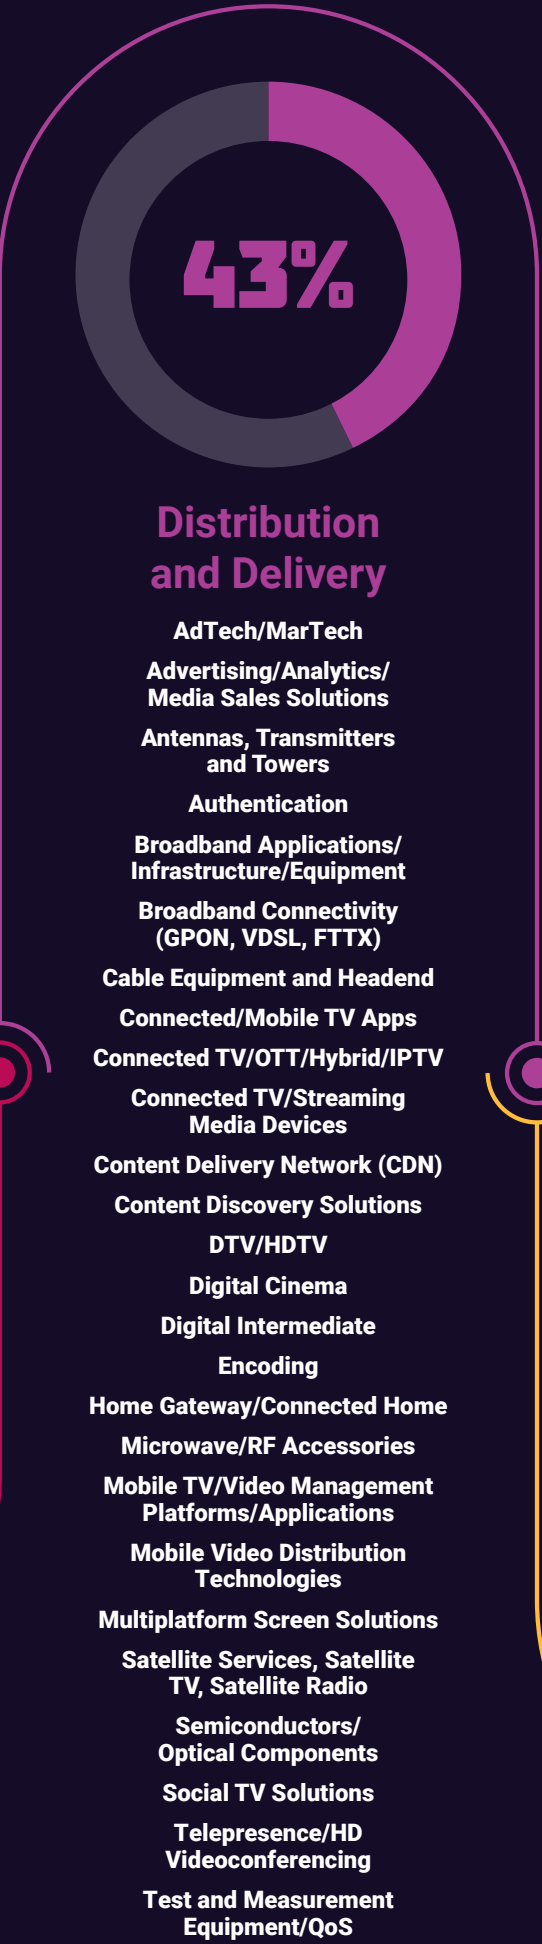 43%
Distribution
and Delivery
AdTech/MarTech
Advertising/Analytics/
Media Sales Solutions
Antennas, Transmitters
and Towers
Authentication
Broadband Applications/
Infrastructure/Equipment
Broadband Connectivity
(GPON, VDSL, FTTX)
Cable Equipment and Headend
Connected/Mobile TV Apps
Connected TV/OTT/Hybrid/IPTV
Connected TV/Streaming
Media Devices
Content Delivery Network (CDN)
Content Discovery Solutions
DTV/HDTV
Digital Cinema
Digital Intermediate
Encoding
Home Gateway/Connected Home
Microwave/RF Accessories
Mobile TV/Video Management
Platforms/Applications
Mobile Video Distribution
Technologies
Multiplatform Screen Solutions
Satellite Services, Satellite
TV, Satellite Radio
Semiconductors/
Optical Components
Social TV Solutions
Telepresence/HD
Videoconferencing
Test and Measurement
Equipment/QoS